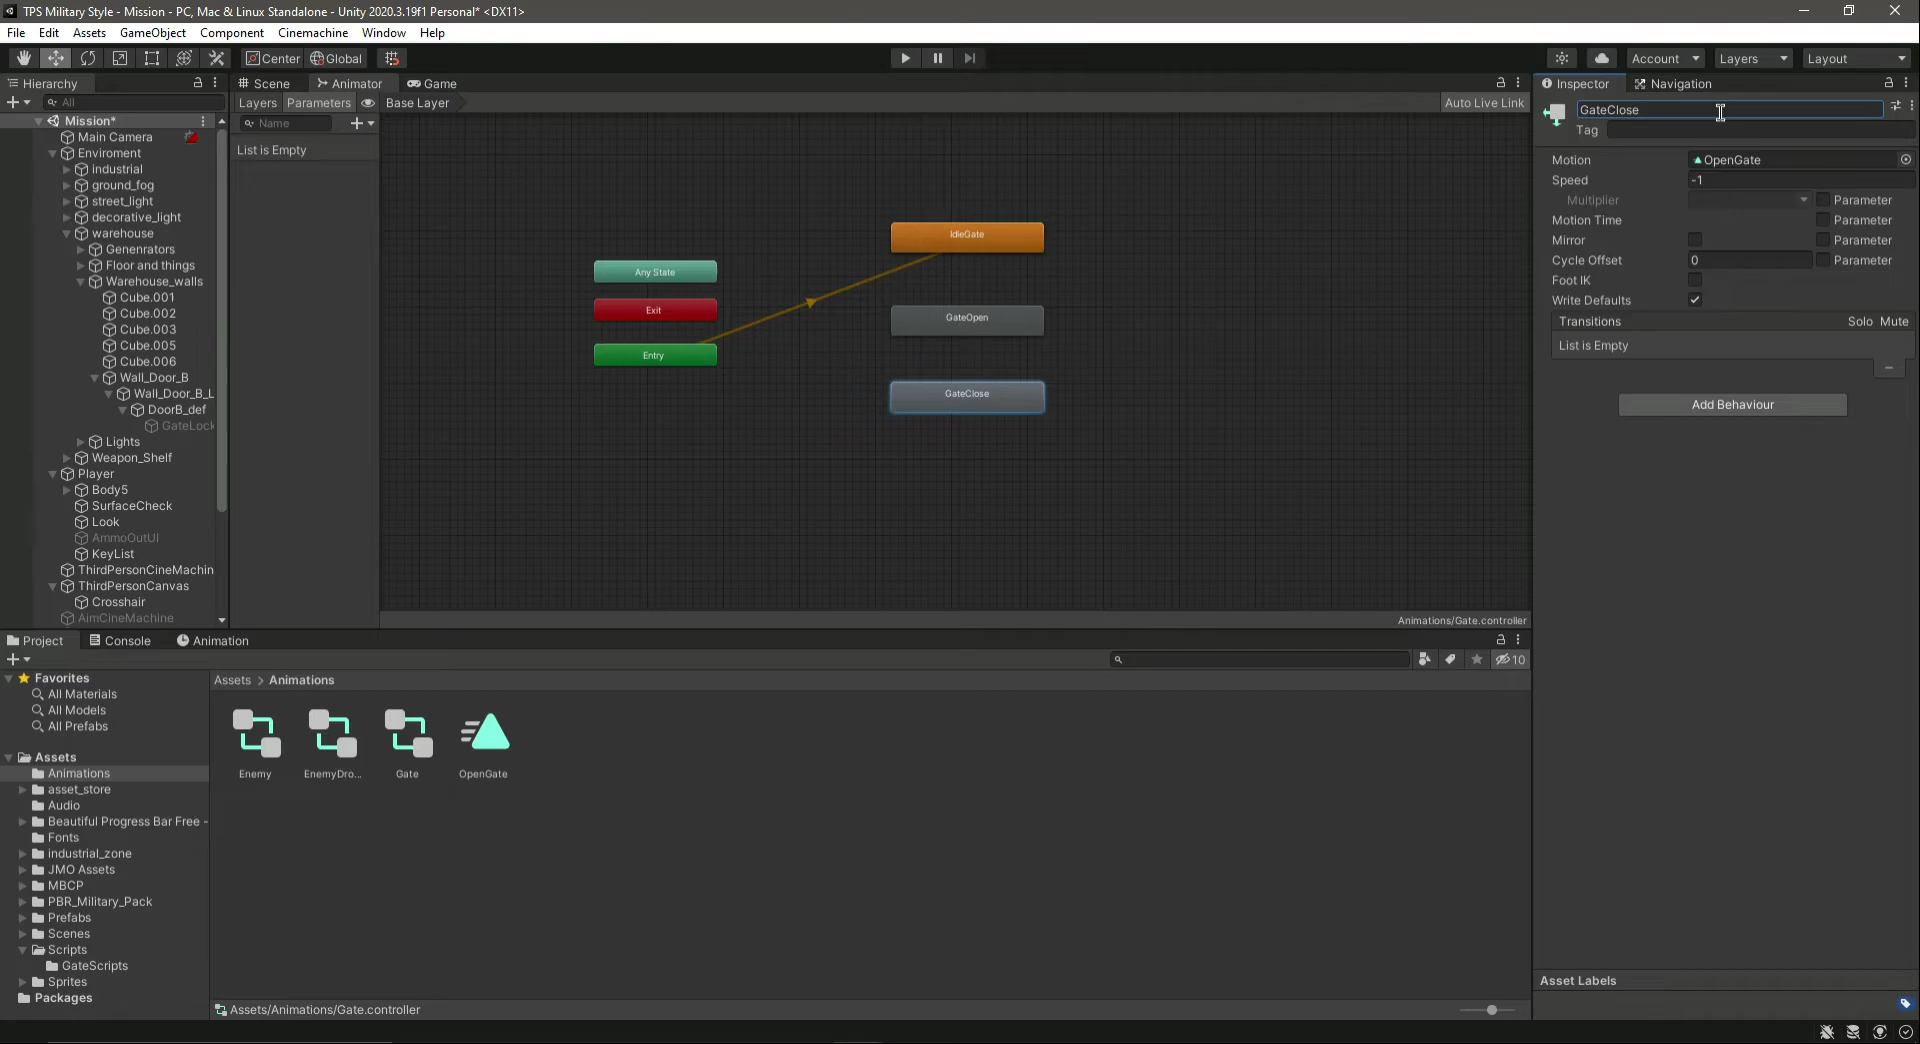 TPS Military Style - Mission - PC, Mac & Linux Standalone - Unity 2020.3.19f1 Personal* <DX11>
File Edit Assets GameObject Component Cinemachine Window Help
Center Global Account Layers Layout
Hierarchy
All
Mission*
Main Camera
Enviroment
industrial
ground_fog
street_light
decorative_light
warehouse
Genenrators
Floor and things
Warehouse_walls
Cube.001
Cube.002
Cube.003
Cube.005
Cube.006
Wall_Door_B
Wall_Door_B_L
DoorB_def
GateLock
Lights
Weapon_Shelf
Player
Body5
SurfaceCheck
Look
AmmoOutUI
KeyList
ThirdPersonCineMachin
ThirdPersonCanvas
Crosshair
AimCineMachine
Scene Animator Game
Layers Parameters Base Layer Auto Live Link
Name
List is Empty
Any State
Exit
Entry
IdleGate
GateOpen
GateClose
Animations/Gate.controller
Inspector Navigation
GateClose
Tag
Motion OpenGate
Speed -1
Multiplier Parameter
Motion Time Parameter
Mirror Parameter
Cycle Offset 0 Parameter
Foot IK
Write Defaults
Transitions Solo Mute
List is Empty
Add Behaviour
Asset Labels
Project Console Animation
10
Favorites
All Materials
All Models
All Prefabs
Assets
Animations
asset_store
Audio
Beautiful Progress Bar Free -
Fonts
industrial_zone
JMO Assets
MBCP
PBR_Military_Pack
Prefabs
Scenes
Scripts
GateScripts
Sprites
Packages
Assets > Animations
Enemy EnemyDro... Gate OpenGate
Assets/Animations/Gate.controller